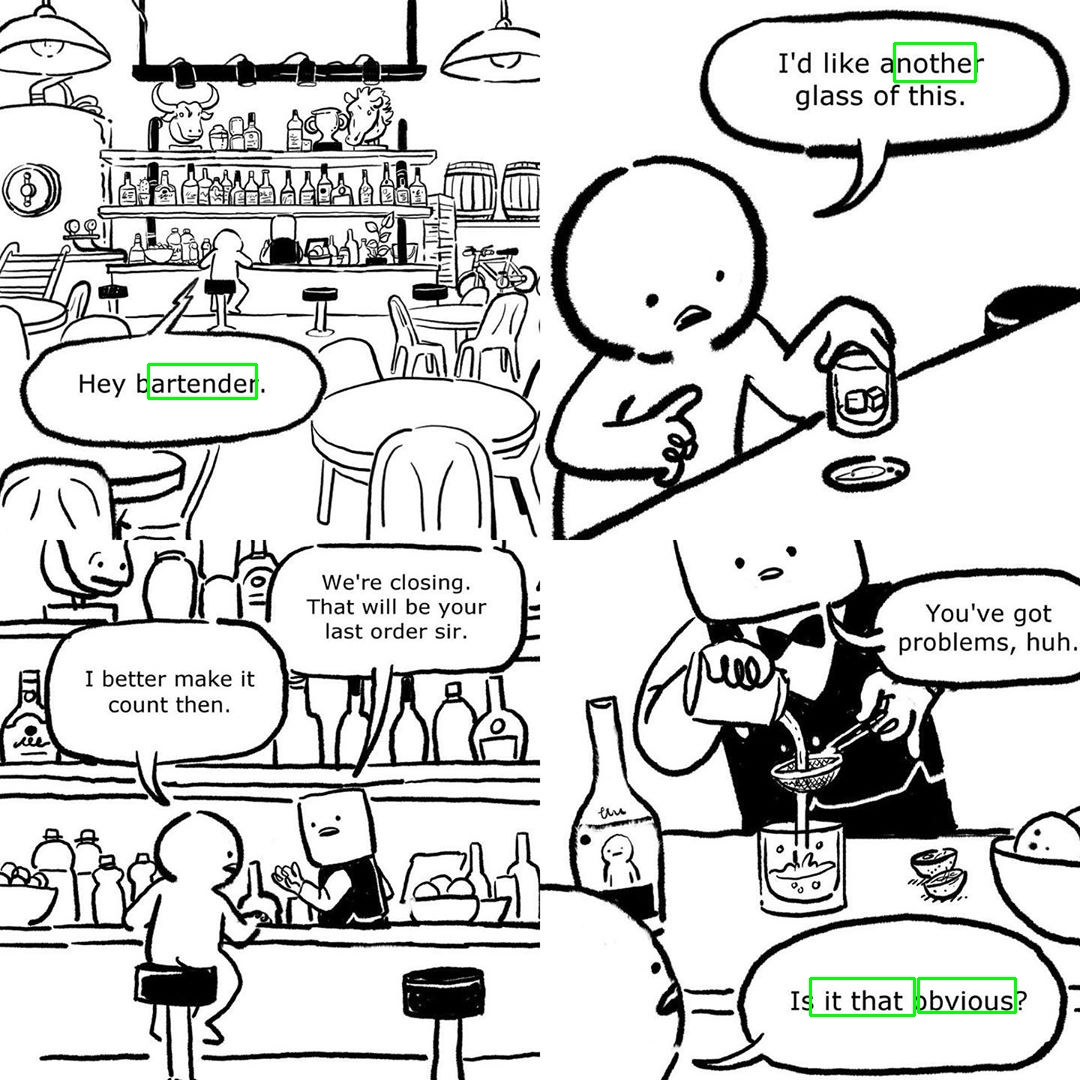 Hey bartender.
I'd like another
glass of this.
We're closing.
That will be your
last order sir.
I better make it
count then.
You've got
problems, huh.
Is it that obvious?